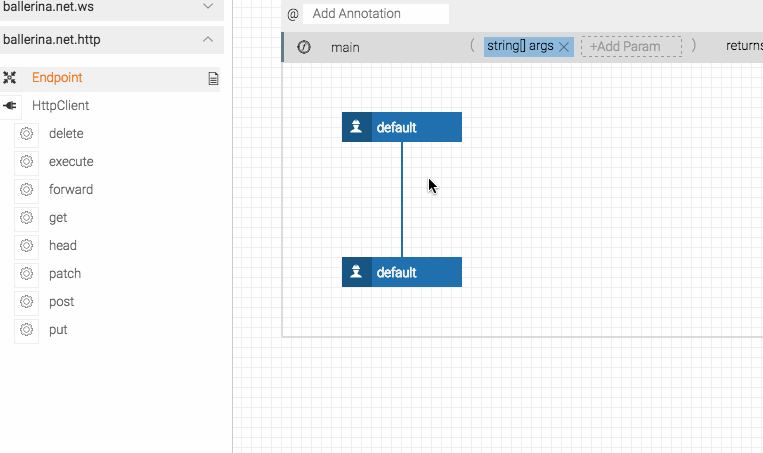 ballerina.net.ws
ballerina.net.http
Endpoint
HttpClient
delete
execute
forward
get
head
patch
post
put
@ Add Annotation
main ( string[] args +Add Param ) returns
default
default